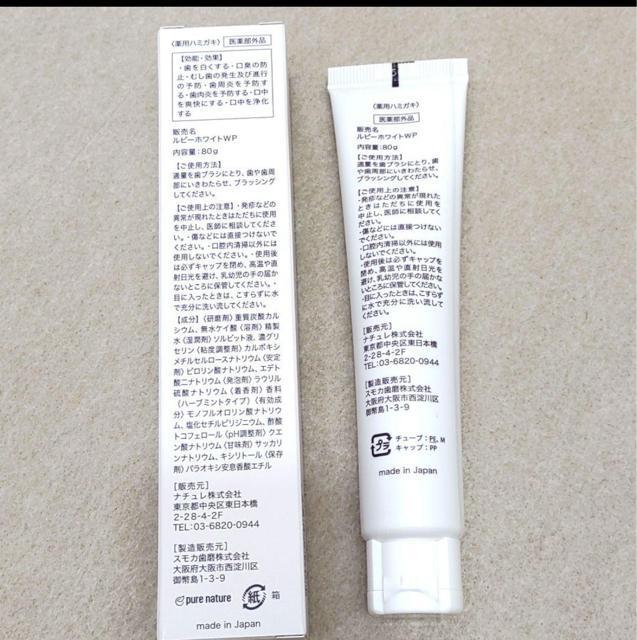 〈薬用ハミガキ〉 医薬部外品
【効能・効果】
・歯を白くする・口臭の防
止・むし歯の発生及び進行
の予防・歯周炎を予防する
・歯肉炎を予防する・口中
を爽快にする・口中を浄化
する
販売名
ルビーホワイトWP
内容量:80g
【ご使用方法】
適量を歯ブラシにとり、歯や歯周
部にいきわたらせ、ブラッシング
してください。
【ご使用上の注意】・発疹などの
異常が現れたときはただちに使用
を中止し、医師に相談してくださ
い。・傷などには直接つけないで
ください。・口腔内清掃以外には
使用しないでください。・使用後
は必ずキャップを閉め、高温や直
射日光を避け、乳幼児の手の届か
ないところに保管してください。・
目に入ったときは、こすらずに水
で充分に洗い流してください。
【成分】〈研磨剤〉重質炭酸カル
シウム、無水ケイ酸〈溶剤〉精製
水〈湿潤剤〉ソルビット液、濃グリ
セリン〈粘度調整剤〉カルボキシ
メチルセルロースナトリウム〈安定
剤〉ピロリン酸ナトリウム、エデト
酸二ナトリウム〈発泡剤〉ラウリル
硫酸ナトリウム〈着香剤〉香料
(ハーブミントタイプ)〈有効成
分〉モノフルオロリン酸ナトリウ
ム、塩化セチルピリジニウム、酢酸
トコフェロール〈pH調整剤〉クエ
ン酸ナトリウム〈甘味剤〉サッカリ
ンナトリウム、キシリトール〈保存
剤〉パラオキシ安息香酸エチル
【販売元】
ナチュレ株式会社
東京都中央区東日本橋
2-28-4-2F
TEL:03-6820-0944
【製造販売元】
スモカ歯磨株式会社
大阪府大阪市西淀川区
御幣島1-3-9
pure nature 紙 箱
made in Japan
〈薬用ハミガキ〉
医薬部外品
販売名
ルビーホワイトWP
内容量:80g
【ご使用方法】
適量を歯ブラシにとり、歯
や歯周部にいきわたらせ、
ブラッシングしてください。
【ご使用上の注意】
・発疹などの異常が現れた
ときはただちに使用を
中止し、医師に相談してく
ださい。
・傷などには直接つけない
でください。
・口腔内清掃以外には使用
しないでください。
・使用後は必ずキャップを
閉め、高温や直射日光を
避け、乳幼児の手の届か
ないところに保管してく
ださい。
・目に入ったときは、こすら
ずに水で充分に洗い流し
てください。
【販売元】
ナチュレ株式会社
東京都中央区東日本橋
2-28-4-2F
TEL:03-6820-0944
【製造販売元】
スモカ歯磨株式会社
大阪府大阪市西淀川区
御幣島1-3-9
プラ チューブ:PE, M
キャップ:PP
made in Japan